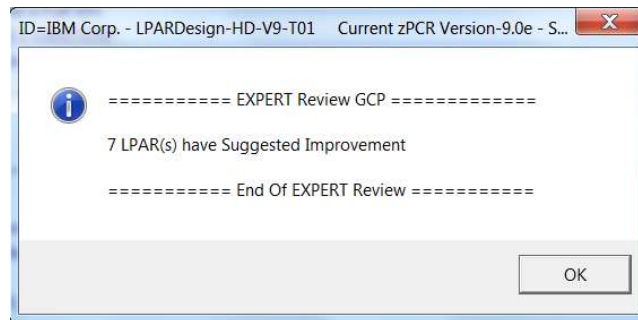 ID=IBM Corp. - LPARDesign-HD-V9-T01 Current zPCR Version-9.0e - S...
=========== EXPERT Review GCP =============
7 LPAR(s) have Suggested Improvement
=========== End Of EXPERT Review ===========
OK